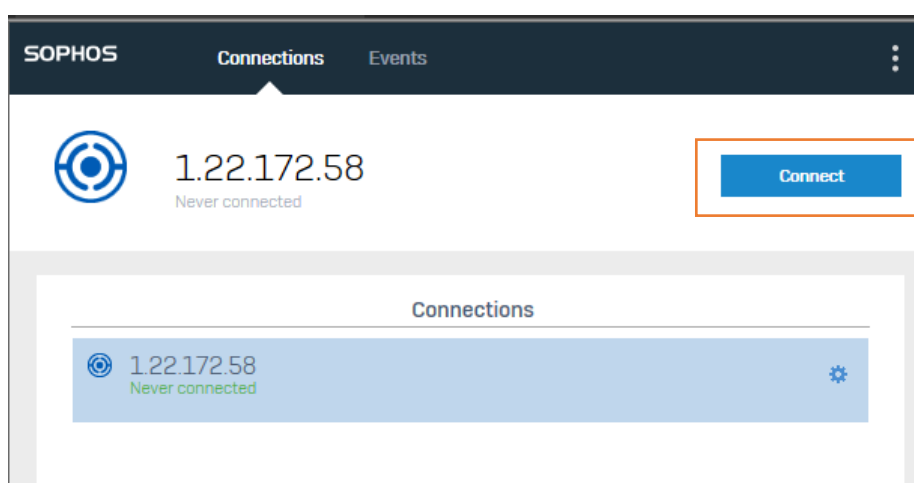 SOPHOS
Connections
Events
1.22.172.58
Never connected
Connect
Connections
1.22.172.58
Never connected